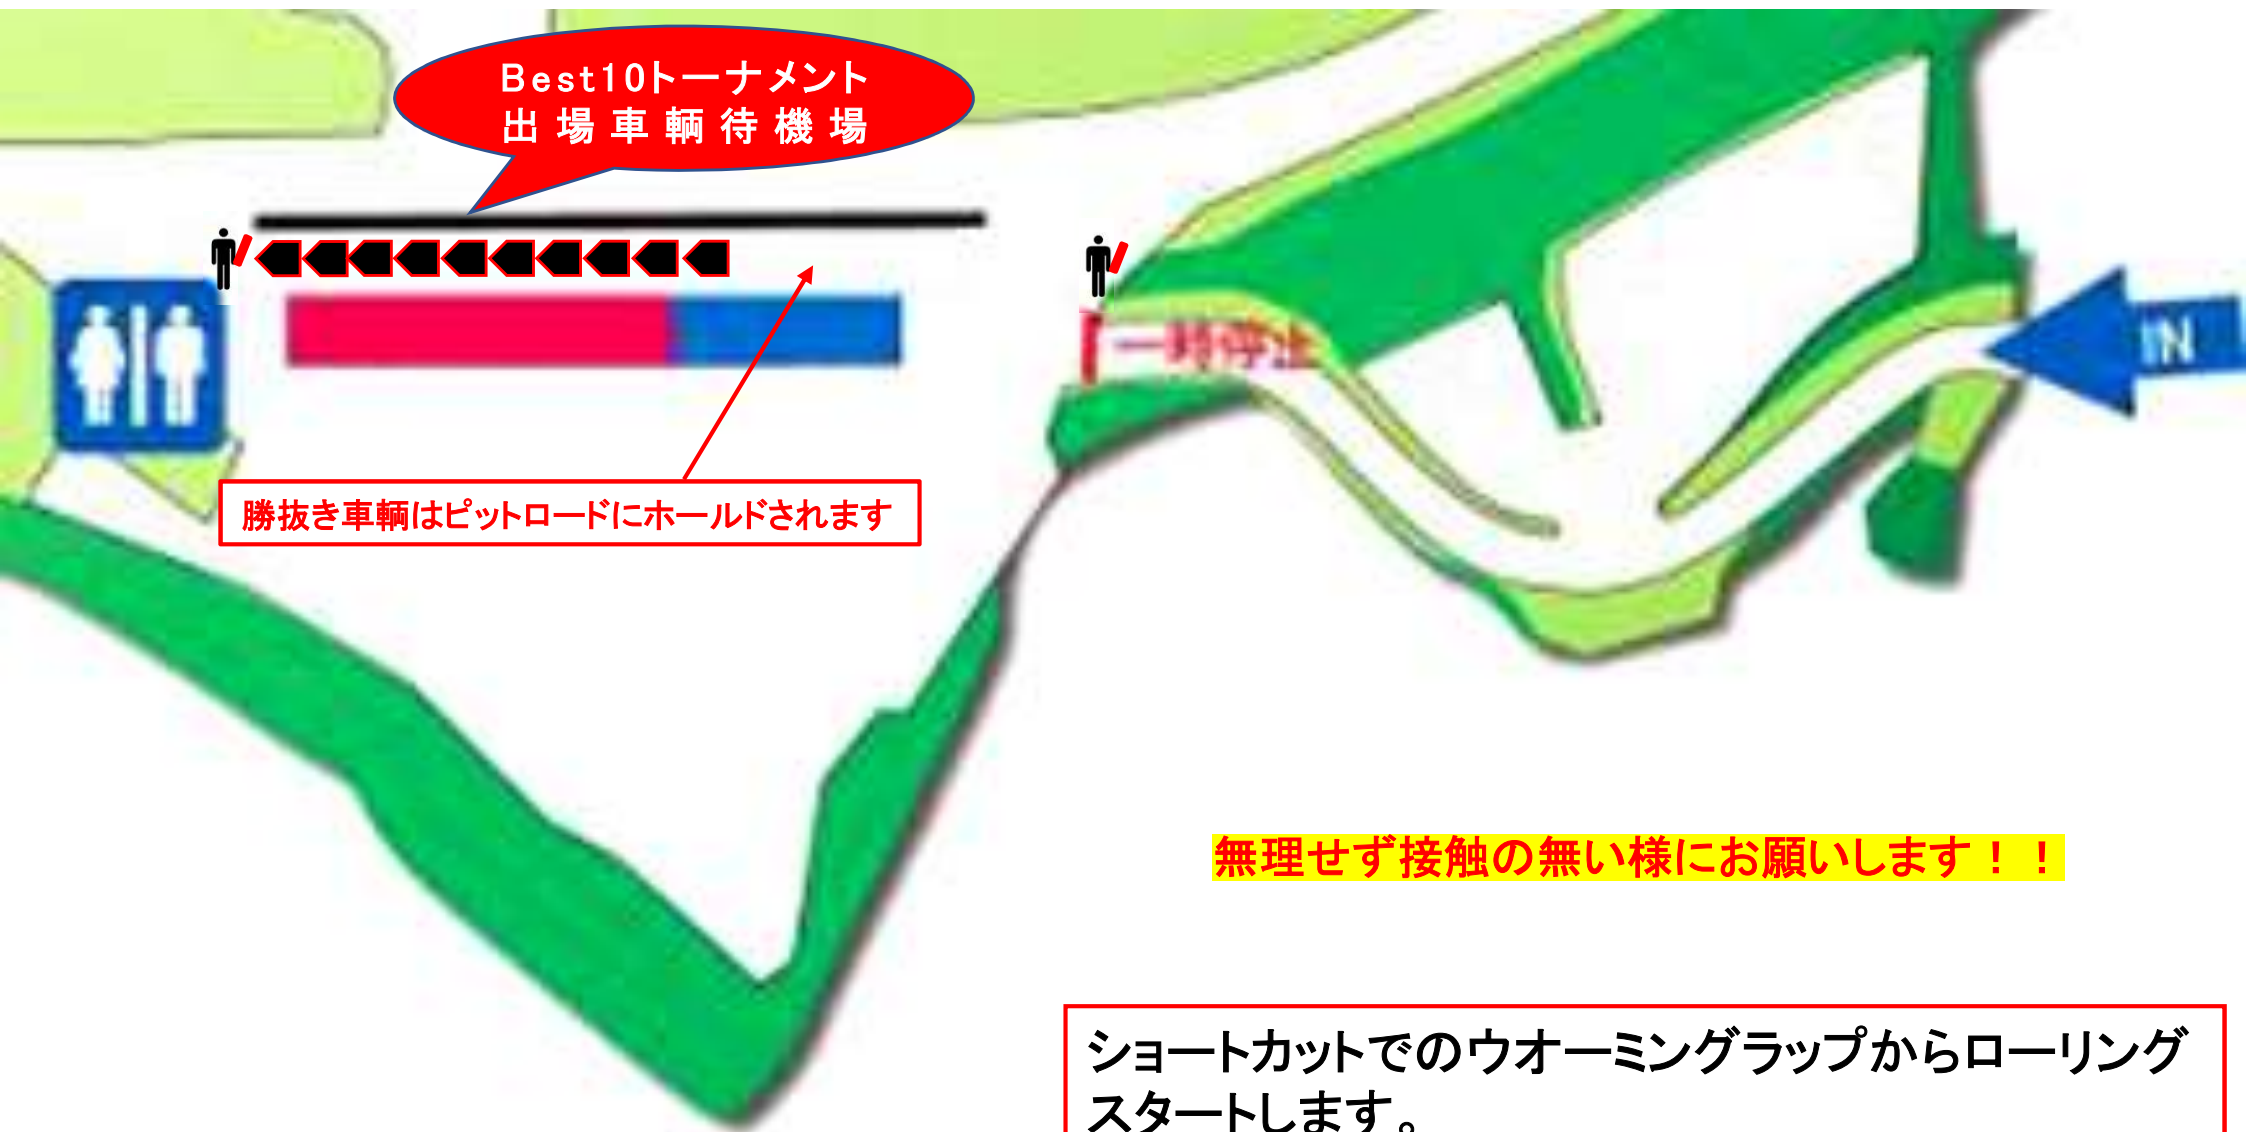 Best10トーナメント
出場車輌待機場
一時停止
IN
勝抜き車輌はピットロードにホールドされます
無理せず接触の無い様にお願いします！！
ショートカットでのウオーミングラップからローリング
スタートします。